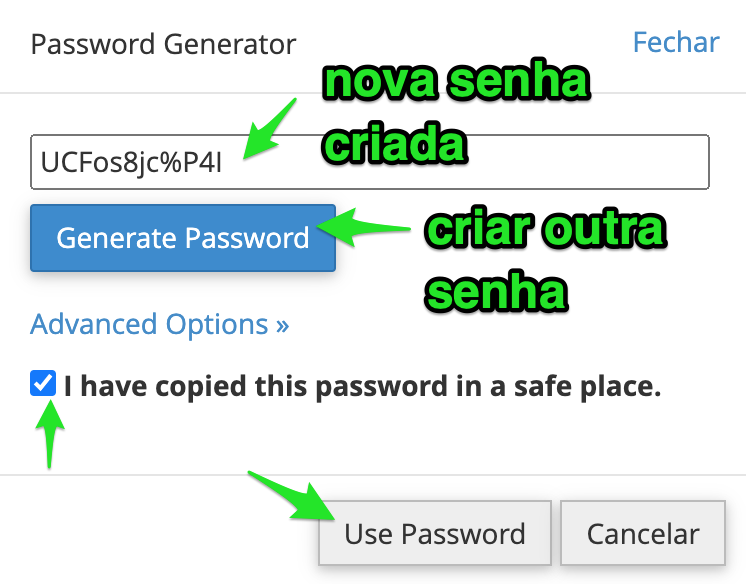 Password Generator
Fechar
nova senha
criada
UCFos8jc%P4I
Generate Password
criar outra
senha
Advanced Options »
I have copied this password in a safe place.
Use Password
Cancelar